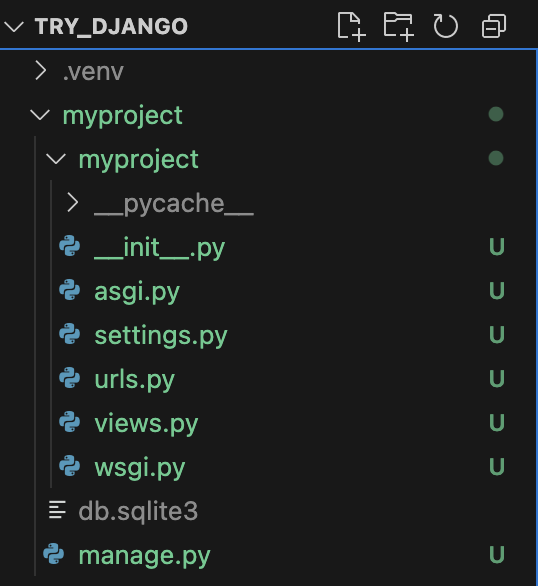 TRY_DJANGO
.venv
myproject
myproject
__pycache__
__init__.py U
asgi.py U
settings.py U
urls.py U
views.py U
wsgi.py U
db.sqlite3
manage.py U